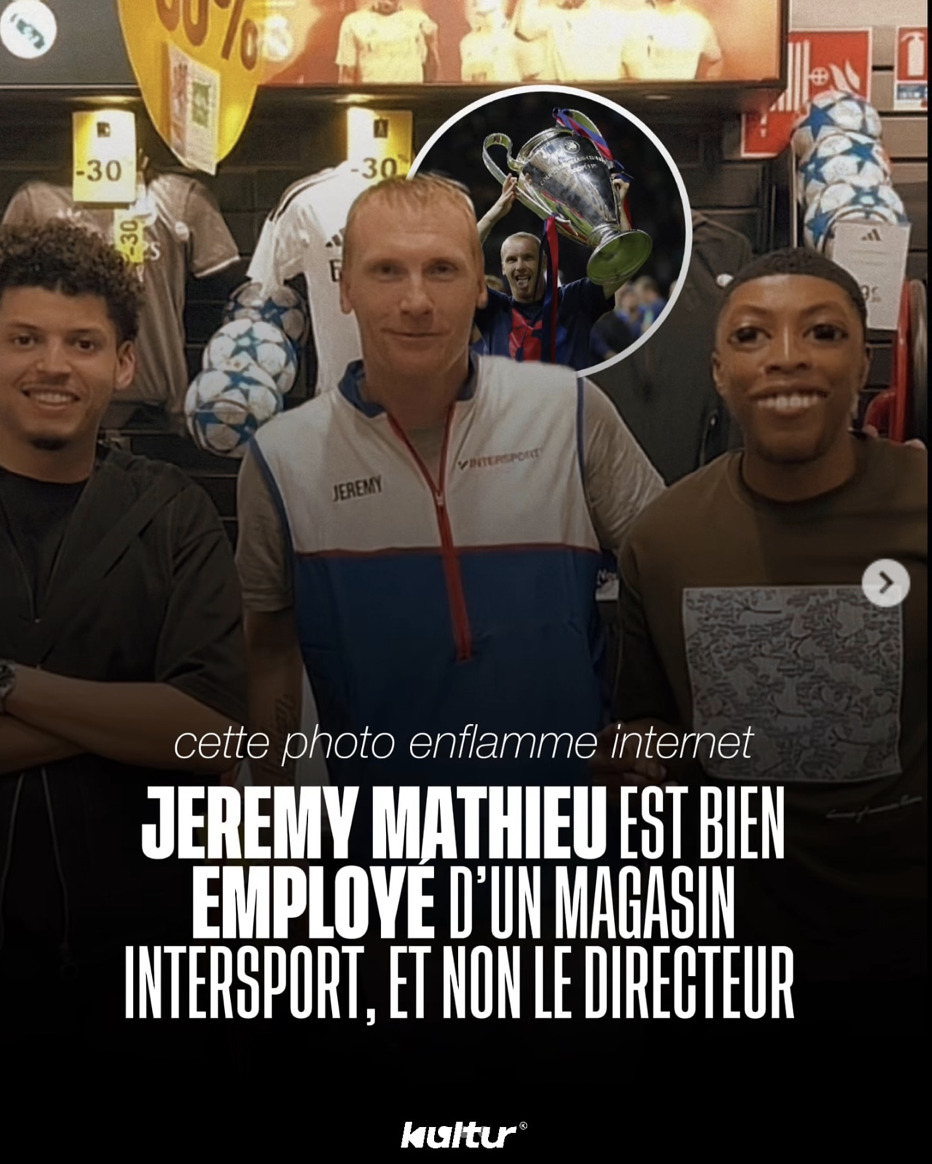 50%
-30
-30
-30
JEREMY
INTERSPORT
cette photo enflamme internet
JEREMY MATHIEU EST BIEN
EMPLOYÉ D'UN MAGASIN
INTERSPORT, ET NON LE DIRECTEUR
kultur